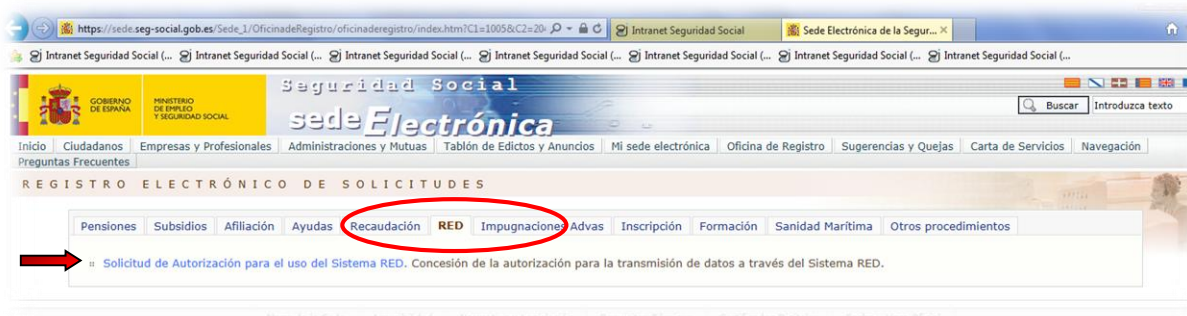 https://sede.seg-social.gob.es/Sede_1/OficinadeRegistro/oficinaderegistro/index.htm?C1=1005&C2=20
Intranet Seguridad Social
Sede Electrónica de la Segur...
Intranet Seguridad Social (... Intranet Seguridad Social (... Intranet Seguridad Social (... Intranet Seguridad Social (... Intranet Seguridad Social (... Intranet Seguridad Social (... Intranet Seguridad Social (...
GOBIERNO DE ESPAÑA
MINISTERIO DE EMPLEO Y SEGURIDAD SOCIAL
Seguridad Social
sedeElectrónica
Buscar Introduzca texto
Inicio Ciudadanos Empresas y Profesionales Administraciones y Mutuas Tablón de Edictos y Anuncios Mi sede electrónica Oficina de Registro Sugerencias y Quejas Carta de Servicios Navegación
Preguntas Frecuentes
REGISTRO ELECTRÓNICO DE SOLICITUDES
Pensiones Subsidios Afiliación Ayudas Recaudación RED Impugnaciones Advas Inscripción Formación Sanidad Marítima Otros procedimientos
Solicitud de Autorización para el uso del Sistema RED. Concesión de la autorización para la transmisión de datos a través del Sistema RED.